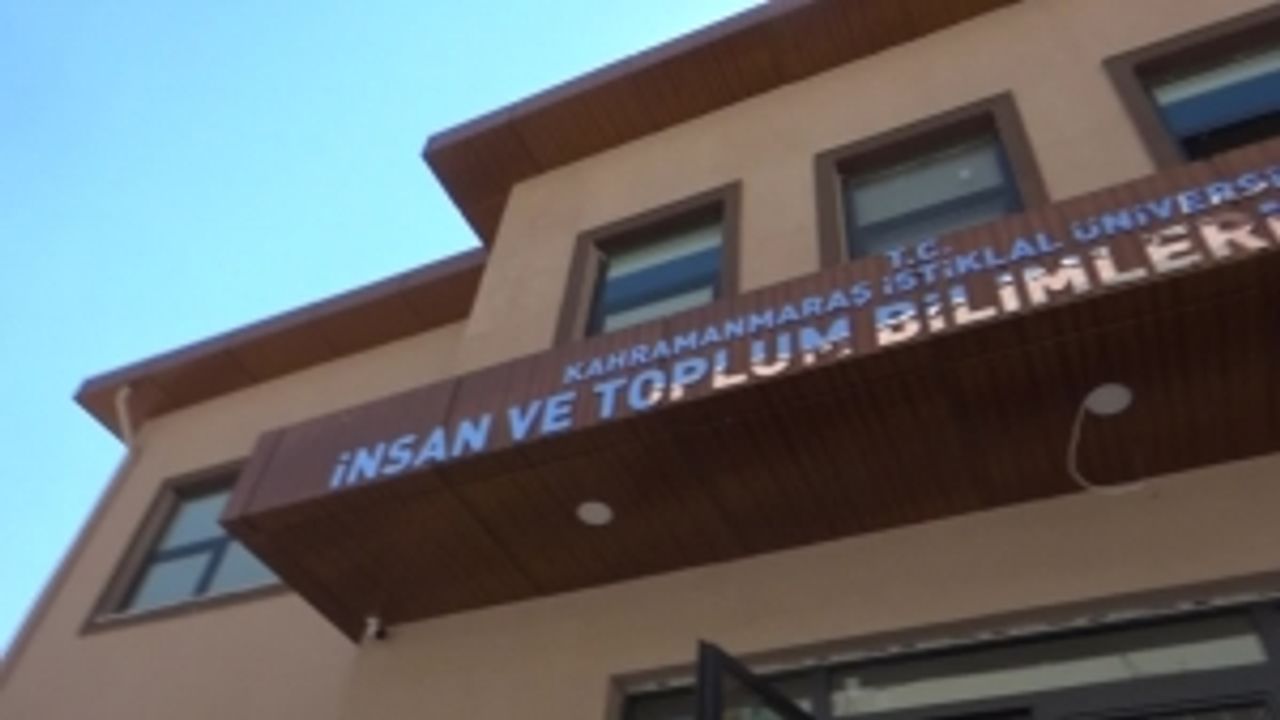 T.C.
KAHRAMANMARAŞ İSTİKLAL ÜNİVERSİ
İNSAN VE TOPLUM BİLİMLERİ